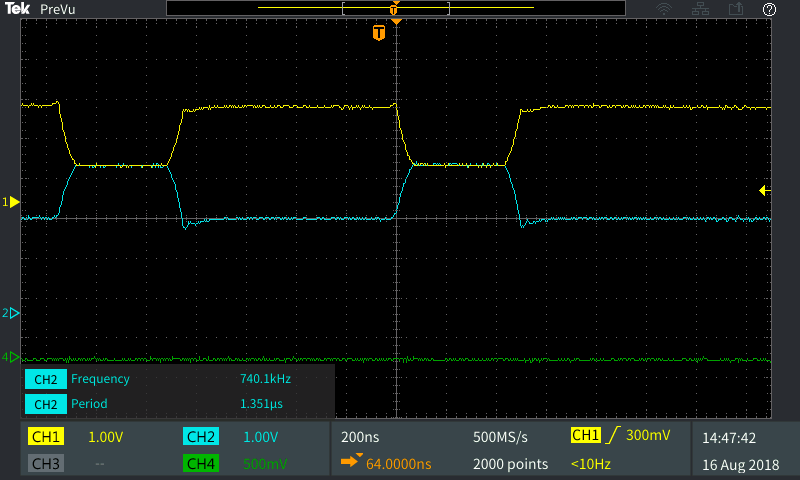 Tek PreVu
T
T
1
2
4
CH2 Frequency 740.1kHz
CH2 Period 1.351µs
CH1 1.00V CH2 1.00V 200ns 500MS/s CH1 300mV 14:47:42
CH3 -- CH4 500mV 64.0000ns 2000 points <10Hz 16 Aug 2018